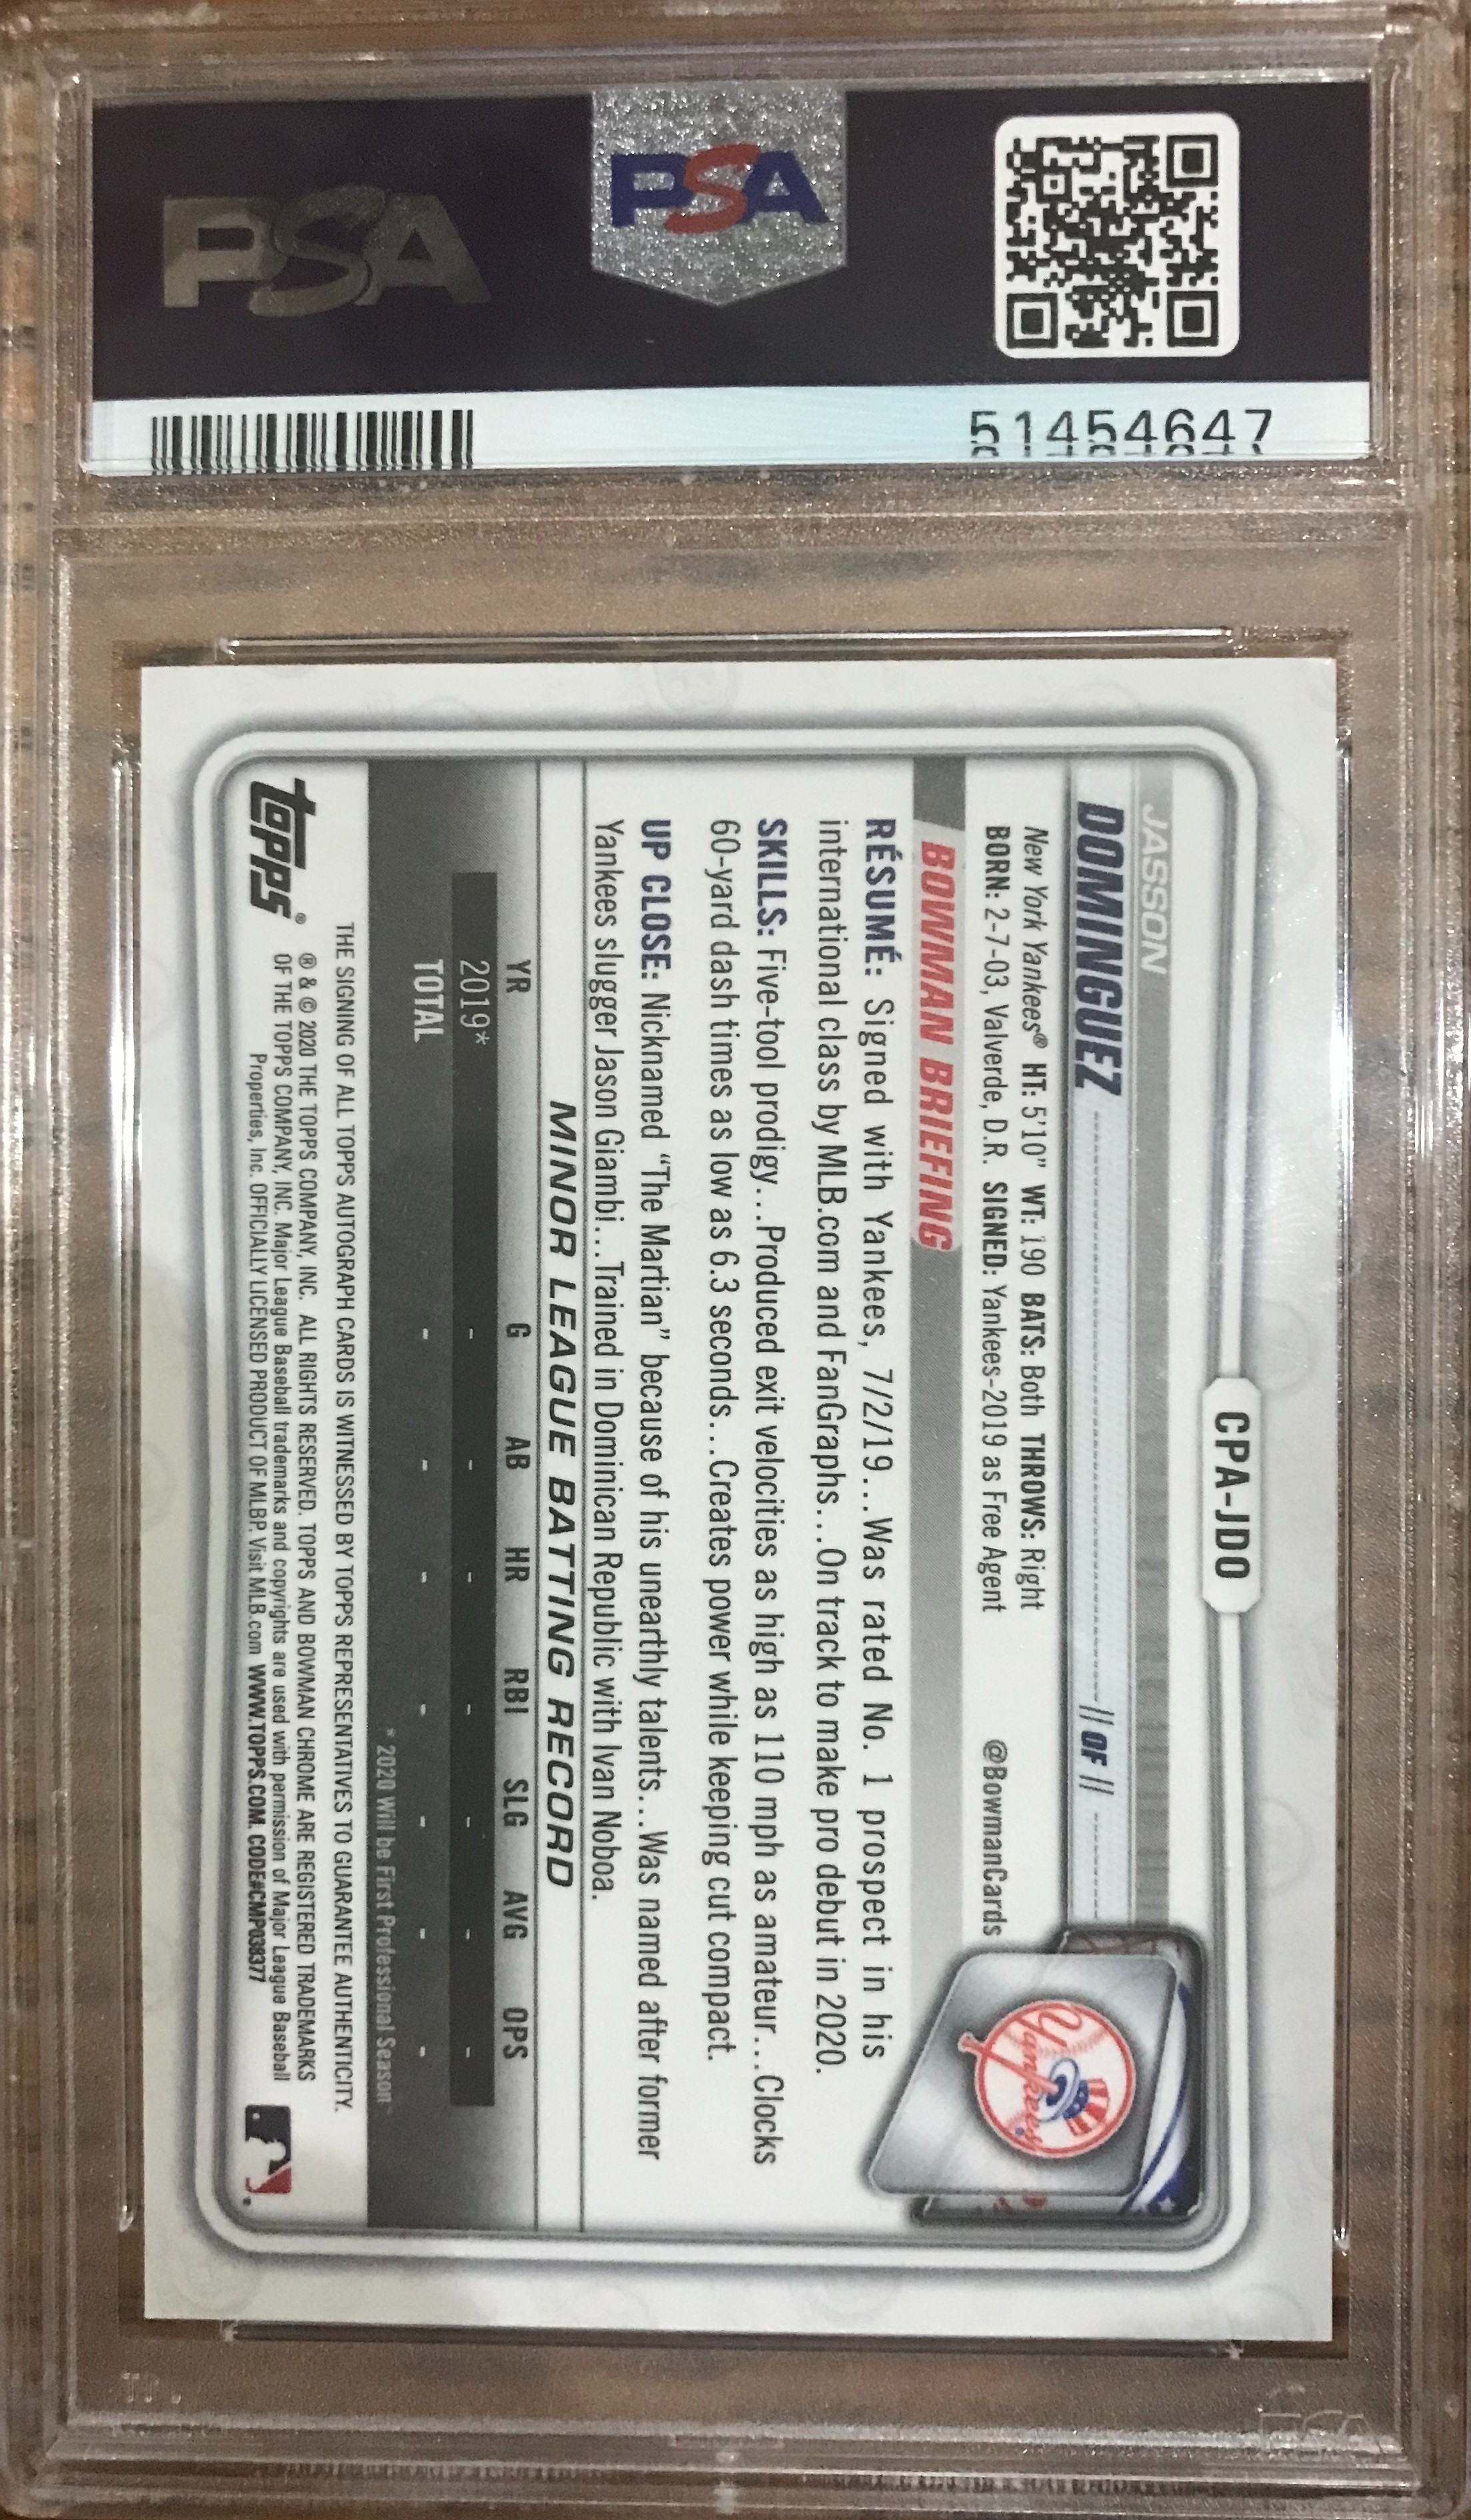 PSA
PSA
51454647
CPA-JDO
JASSON
DOMINGUEZ // OF //
New York Yankees® HT: 5'10" WT: 190 BATS: Both THROWS: Right
BORN: 2-7-03, Valverde, D.R. SIGNED: Yankees-2019 as Free Agent @BowmanCards
Yankees
BOWMAN BRIEFING
RÉSUMÉ: Signed with Yankees, 7/2/19...Was rated No. 1 prospect in his
international class by MLB.com and FanGraphs...On track to make pro debut in 2020.
SKILLS: Five-tool prodigy...Produced exit velocities as high as 110 mph as amateur...Clocks
60-yard dash times as low as 6.3 seconds...Creates power while keeping cut compact.
UP CLOSE: Nicknamed “The Martian” because of his unearthly talents...Was named after former
Yankees slugger Jason Giambi...Trained in Dominican Republic with Ivan Noboa.
MINOR LEAGUE BATTING RECORD
YR G AB HR RBI SLG AVG OPS
2019* - - - - - - -
TOTAL - - - - - - -
* 2020 Will be First Professional Season
THE SIGNING OF ALL TOPPS AUTOGRAPH CARDS IS WITNESSED BY TOPPS REPRESENTATIVES TO GUARANTEE AUTHENTICITY.
topps®
® & © 2020 THE TOPPS COMPANY, INC. ALL RIGHTS RESERVED. TOPPS AND BOWMAN CHROME ARE REGISTERED TRADEMARKS
OF THE TOPPS COMPANY, INC. Major League Baseball trademarks and copyrights are used with permission of Major League Baseball
Properties, Inc. OFFICIALLY LICENSED PRODUCT OF MLBP. Visit MLB.com WWW.TOPPS.COM. CODE#CMP038377
PSA